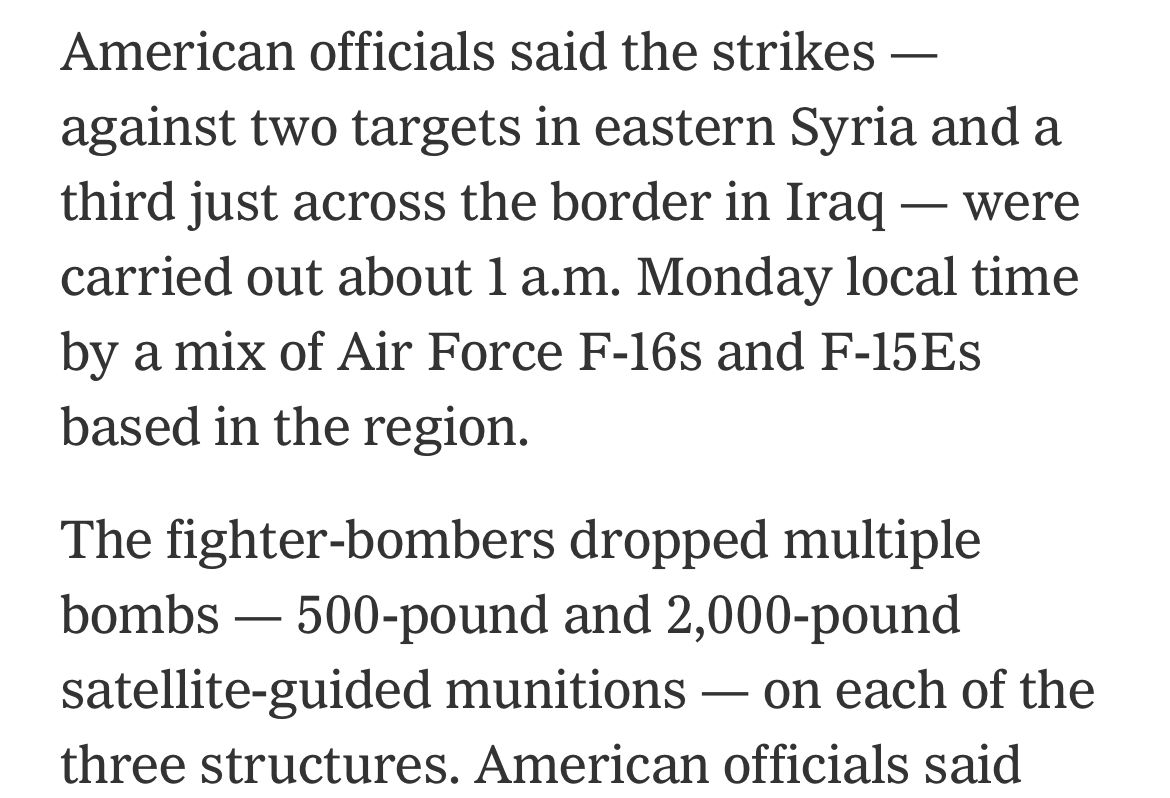 American officials said the strikes —
against two targets in eastern Syria and a
third just across the border in Iraq — were
carried out about 1 a.m. Monday local time
by a mix of Air Force F-16s and F-15Es
based in the region.
The fighter-bombers dropped multiple
bombs — 500-pound and 2,000-pound
satellite-guided munitions — on each of the
three structures. American officials said